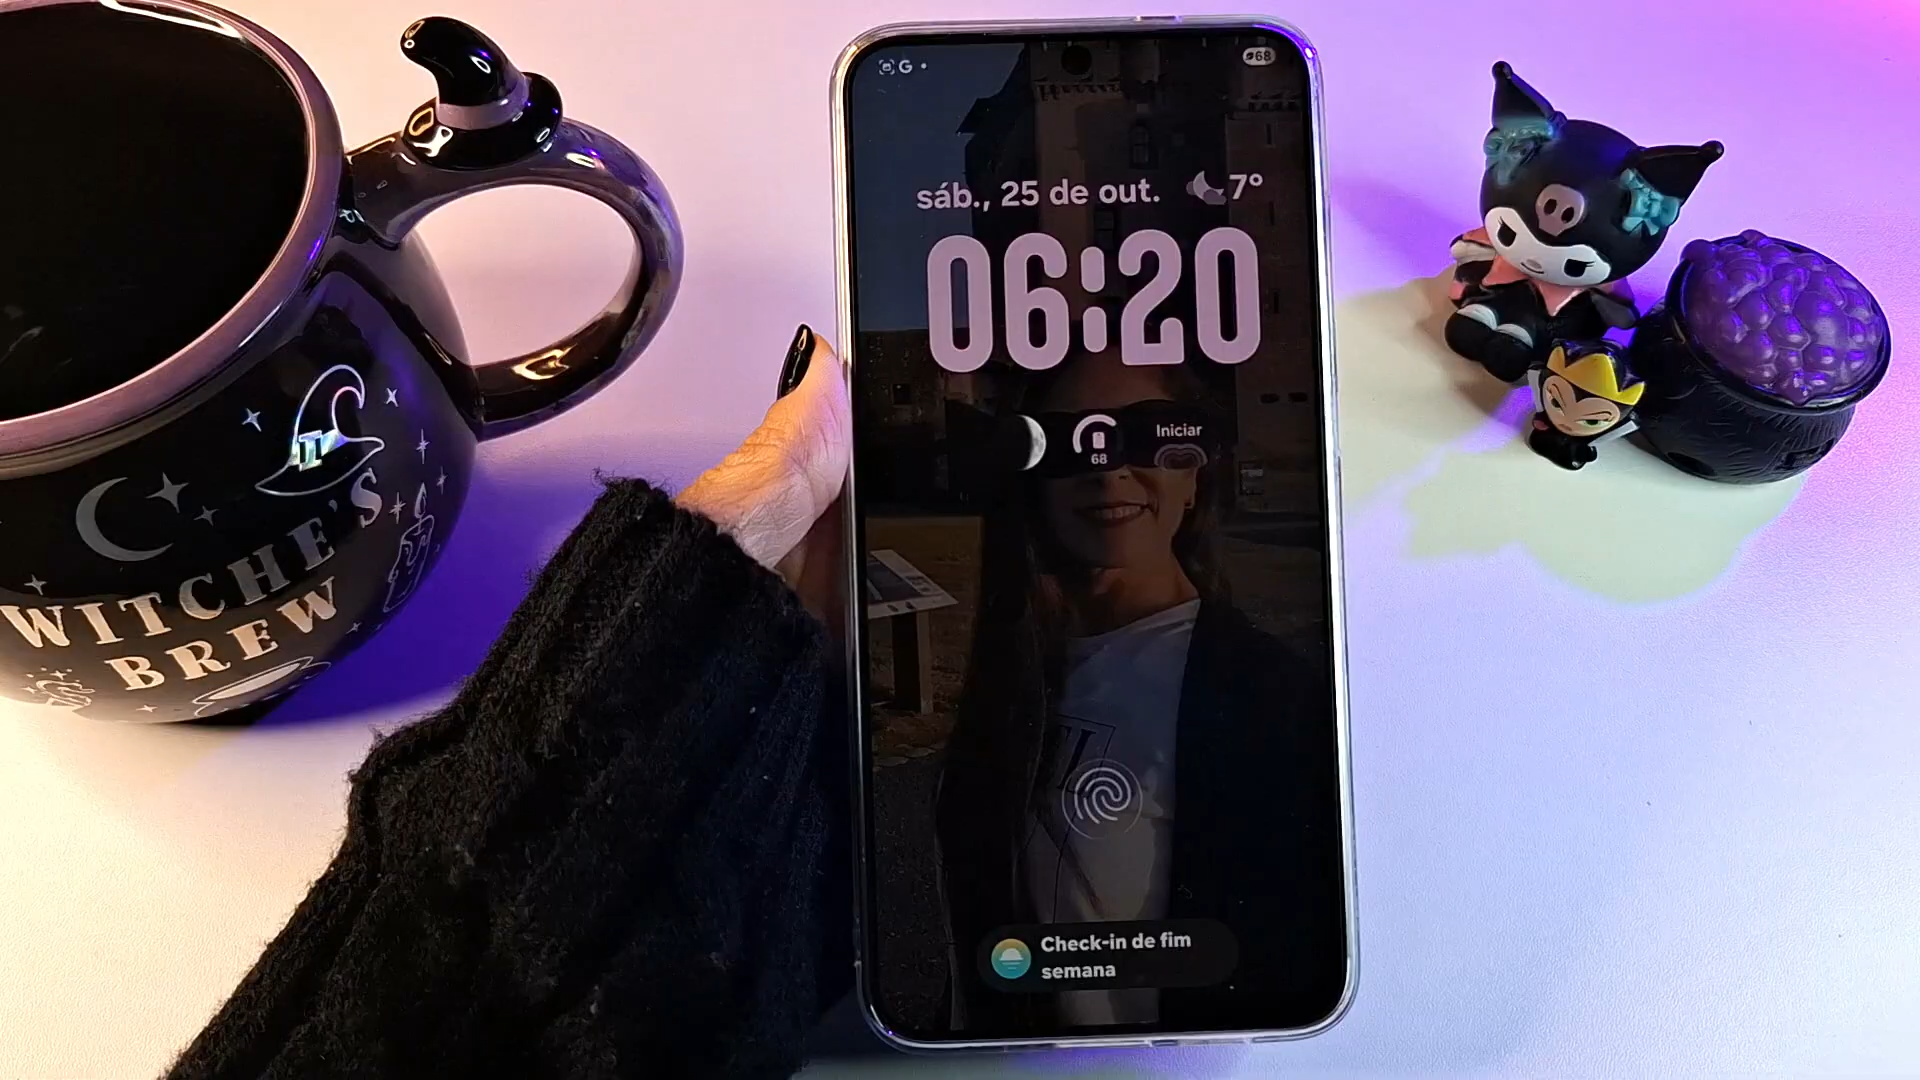 WITCHE'S
BREW
G
68
sáb., 25 de out. 7°
06:20
68
Iniciar
Check-in de fim
semana